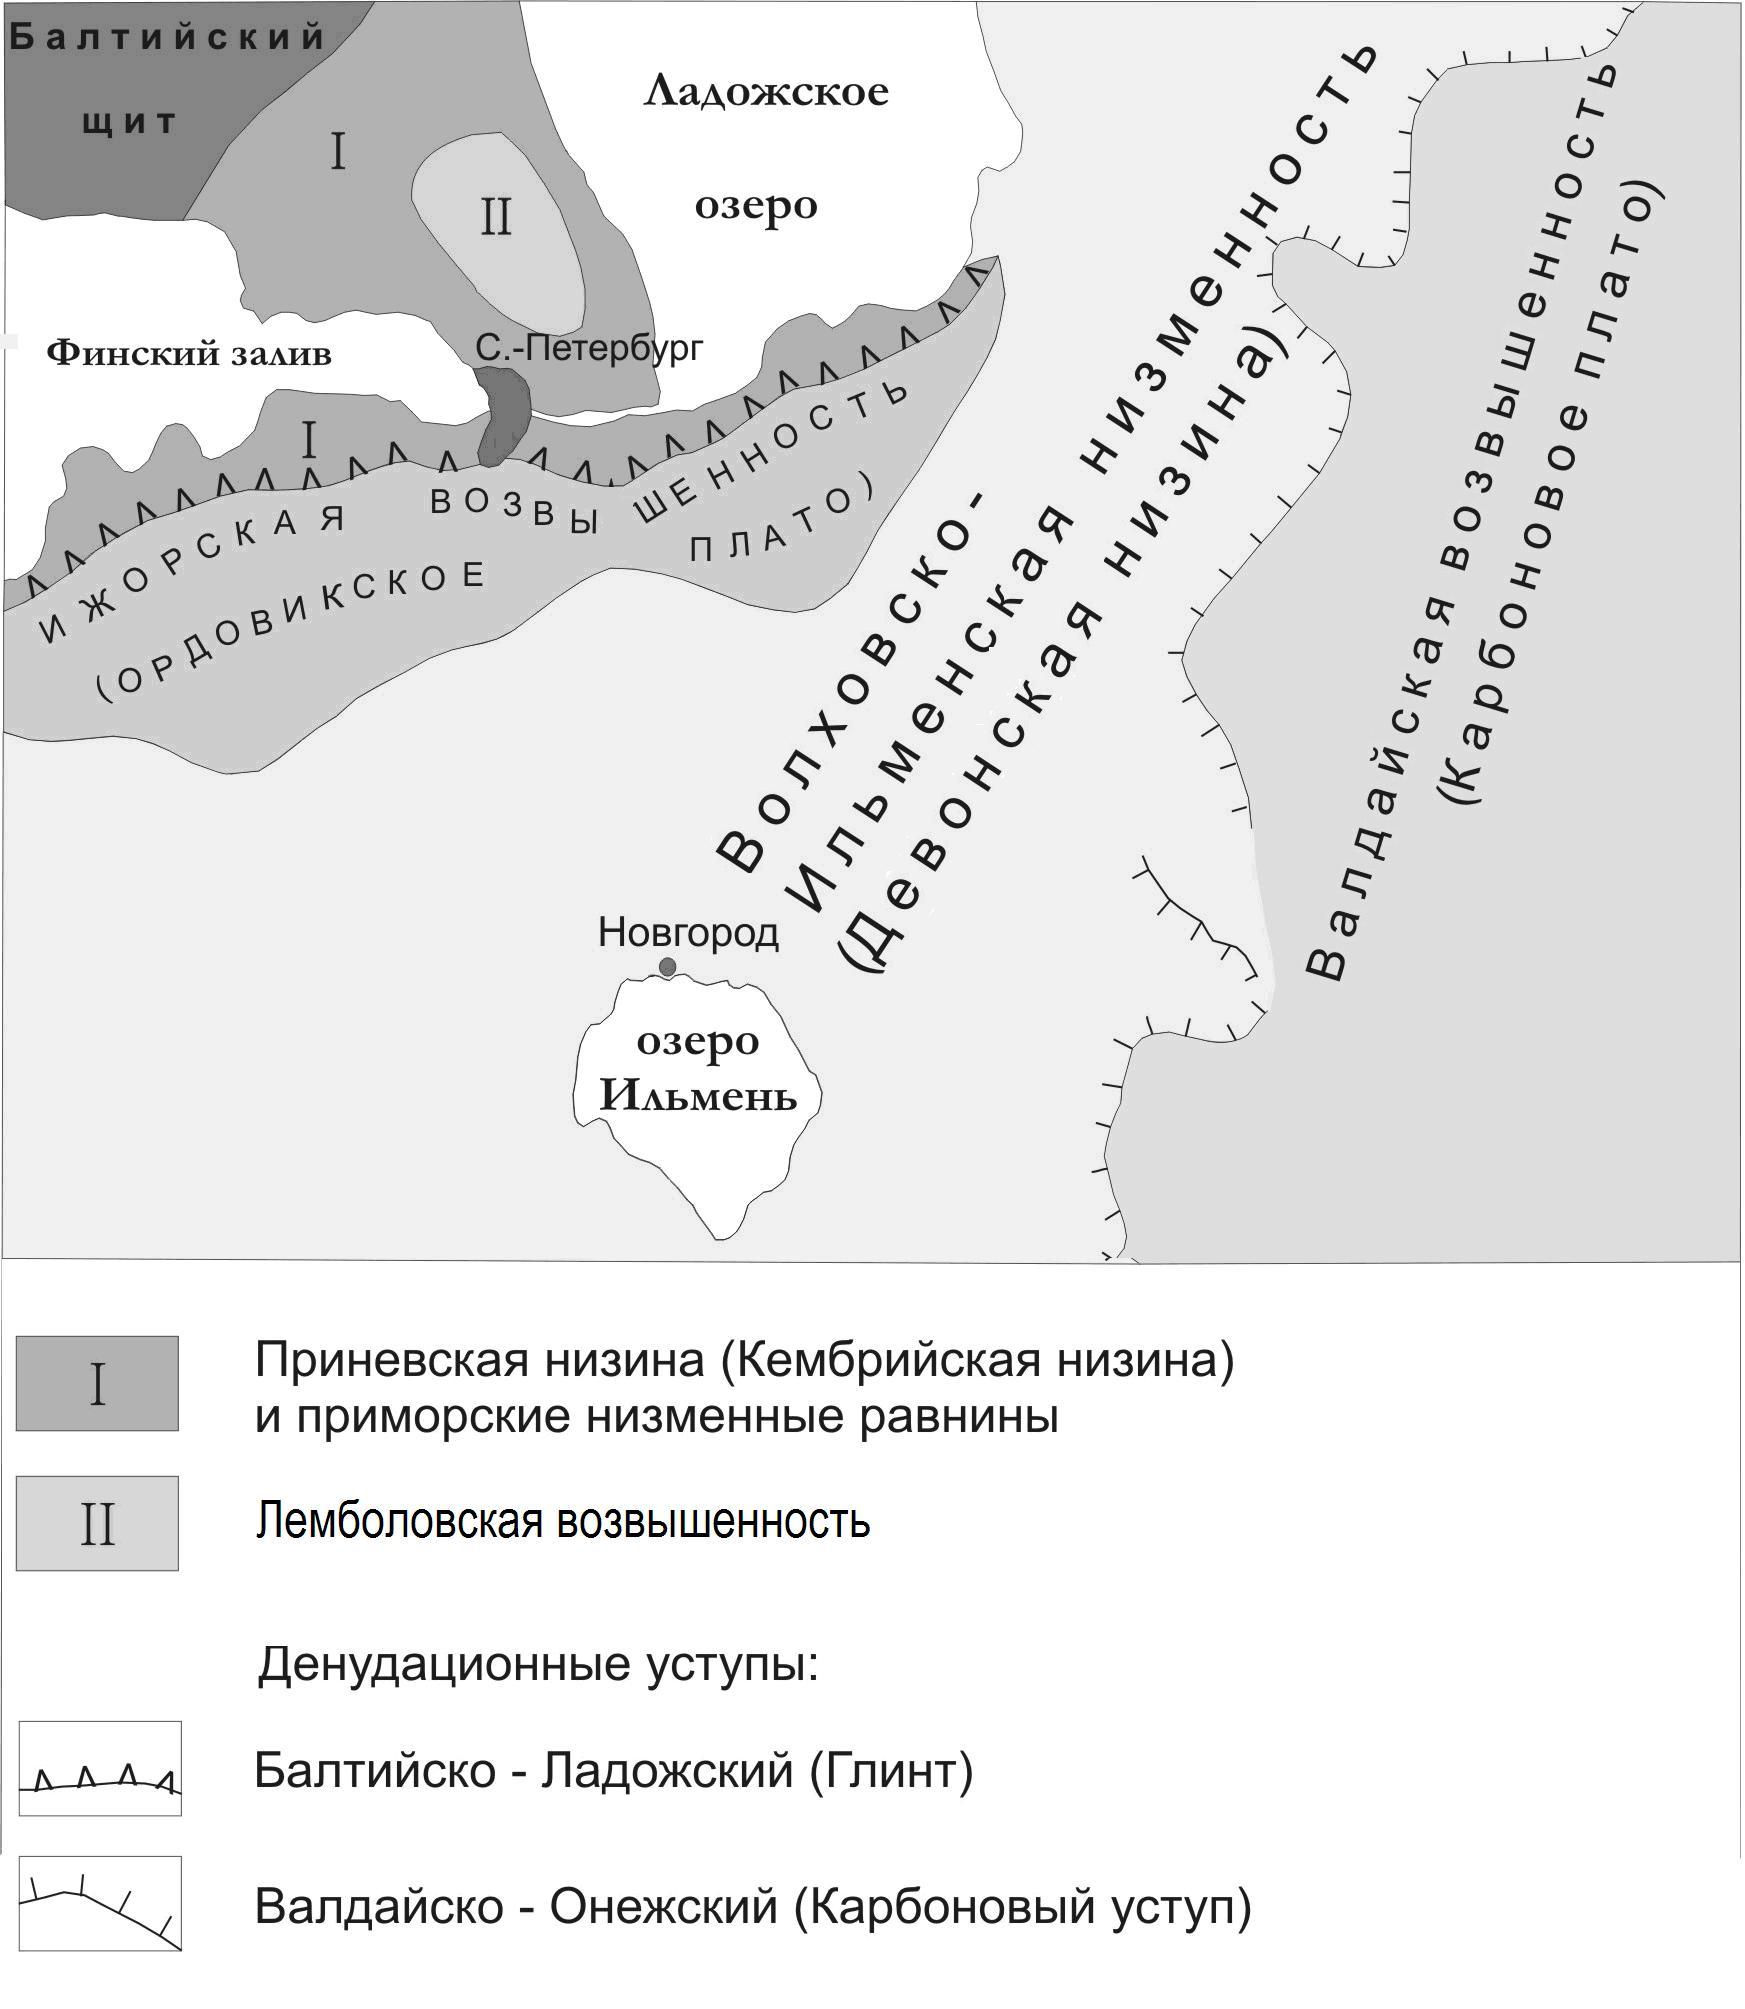 Балтийский
щит
I
II
Ладожское
озеро
Финский залив
С.-Петербург
I
ИЖОРСКАЯ ВОЗВЫШЕННОСТЬ
(ОРДОВИКСКОЕ ПЛАТО)
Волховско-
Ильменская низменность
(Девонская низина)
Валдайская возвышенность
(Карбоновое плато)
Новгород
озеро
Ильмень
I
Приневская низина (Кембрийская низина)
и приморские низменные равнины
II
Лемболовская возвышенность
Денудационные уступы:
Балтийско - Ладожский (Глинт)
Валдайско - Онежский (Карбоновый уступ)